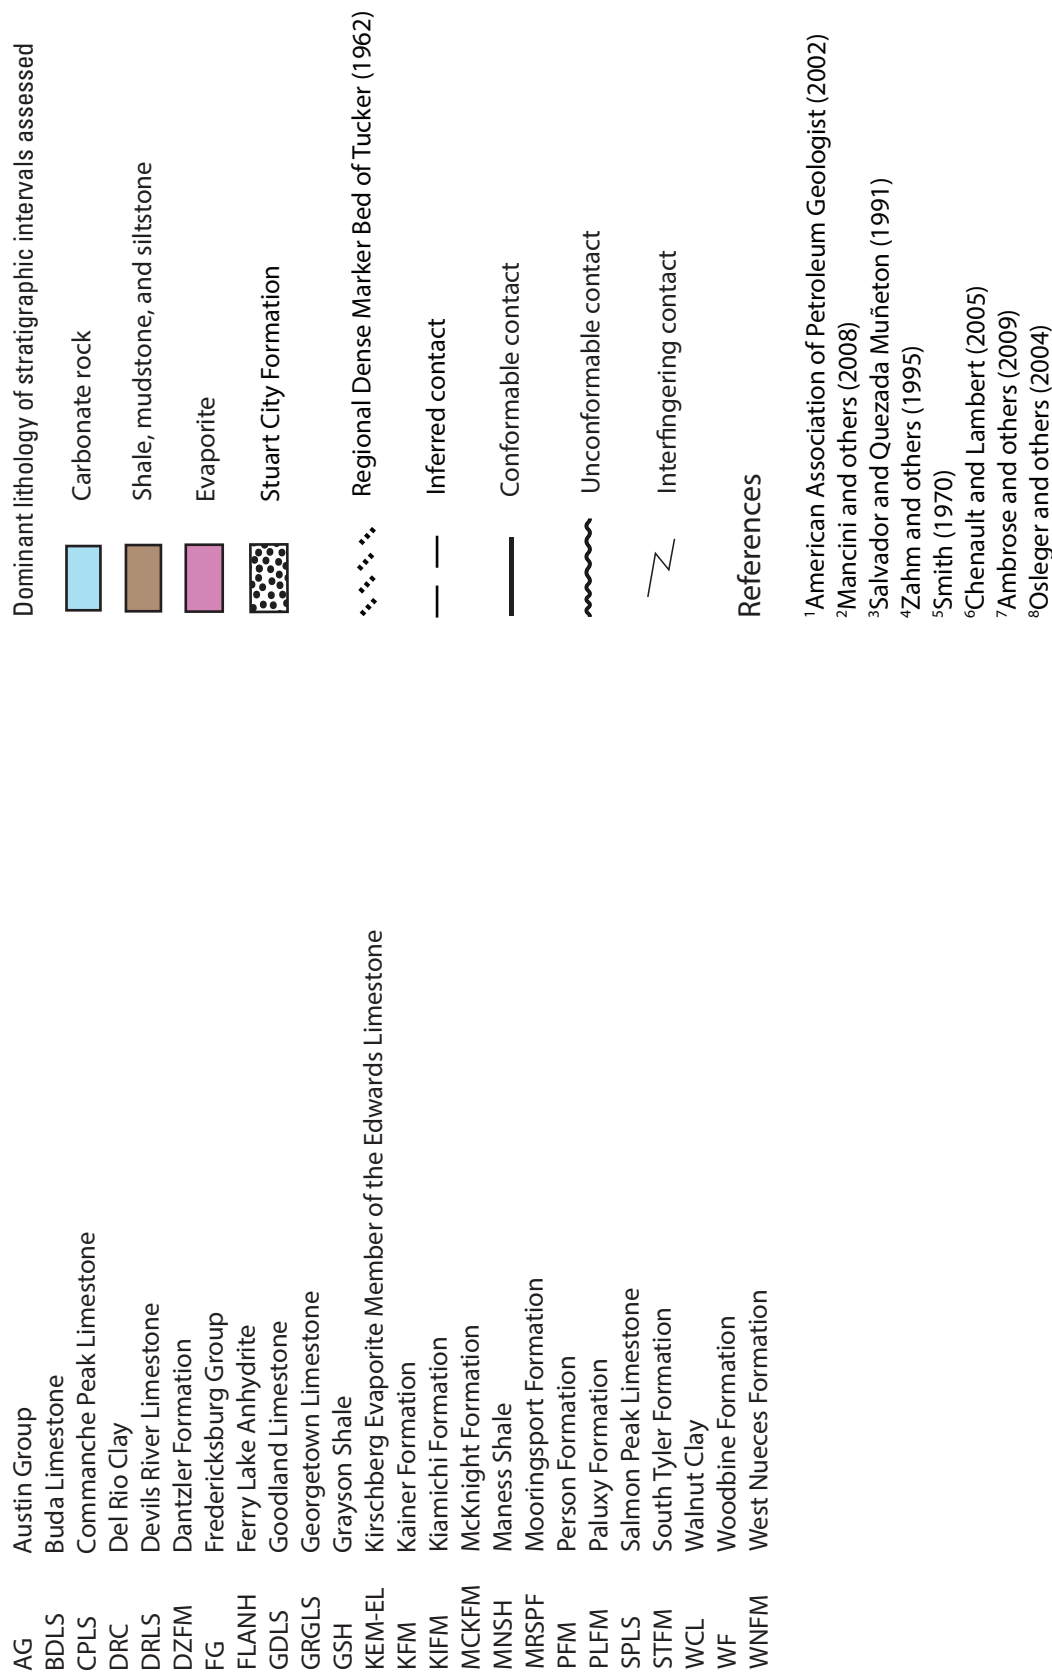 AG Austin Group
BDLS Buda Limestone
CPLS Commanche Peak Limestone
DRC Del Rio Clay
DRLS Devils River Limestone
DZFM Dantzler Formation
FG Fredericksburg Group
FLANH Ferry Lake Anhydrite
GDLS Goodland Limestone
GRGLS Georgetown Limestone
GSH Grayson Shale
KEM-EL Kirschberg Evaporite Member of the Edwards Limestone
KFM Kainer Formation
KIFM Kiamichi Formation
MCKFM McKnight Formation
MNSH Maness Shale
MRSPF Mooringsport Formation
PFM Person Formation
PLFM Paluxy Formation
SPLS Salmon Peak Limestone
STFM South Tyler Formation
WCL Walnut Clay
WF Woodbine Formation
WNFM West Nueces Formation
Dominant lithology of stratigraphic intervals assessed
Carbonate rock
Shale, mudstone, and siltstone
Evaporite
Stuart City Formation
Regional Dense Marker Bed of Tucker (1962)
Inferred contact
Conformable contact
Unconformable contact
Interfingering contact
References
¹American Association of Petroleum Geologist (2002)
²Mancini and others (2008)
³Salvador and Quezada Muñeton (1991)
⁴Zahm and others (1995)
⁵Smith (1970)
⁶Chenault and Lambert (2005)
⁷Ambrose and others (2009)
⁸Osleger and others (2004)